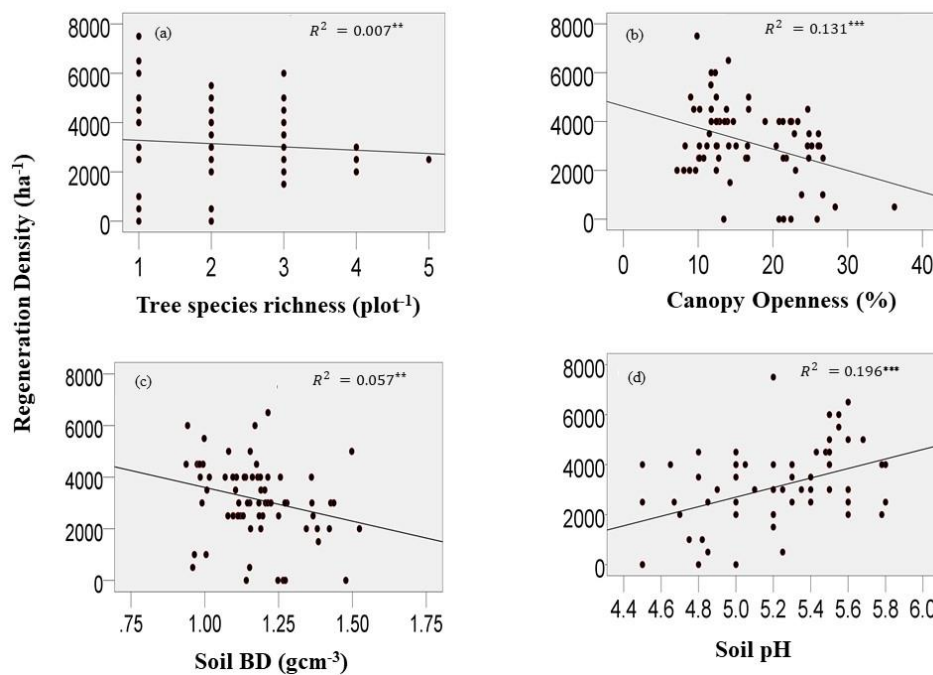 Regeneration Density (ha⁻¹)
(a)
R² = 0.007**
8000
6000
4000
2000
0
1 2 3 4 5
Tree species richness (plot⁻¹)
(b)
R² = 0.131***
8000
6000
4000
2000
0
0 10 20 30 40
Canopy Openness (%)
(c)
R² = 0.057**
8000
6000
4000
2000
0
.75 1.00 1.25 1.50 1.75
Soil BD (gcm⁻³)
(d)
R² = 0.196***
8000
6000
4000
2000
0
4.4 4.6 4.8 5.0 5.2 5.4 5.6 5.8 6.0
Soil pH